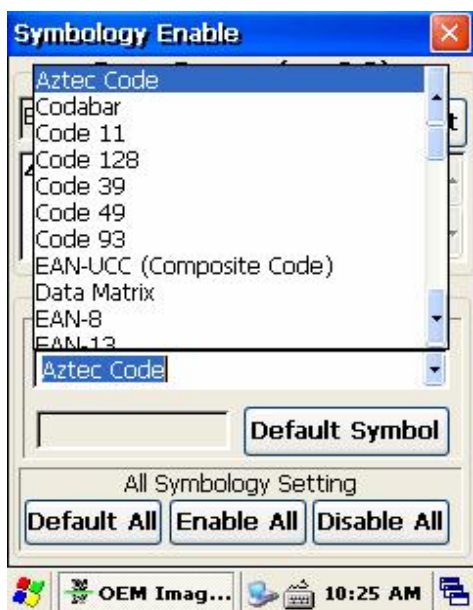 Symbology Enable
Aztec Code
Codabar
Code 11
Code 128
Code 39
Code 49
Code 93
EAN-UCC (Composite Code)
Data Matrix
EAN-8
EAN-13
Aztec Code
Default Symbol
All Symbology Setting
Default All Enable All Disable All
OEM Imag... 10:25 AM